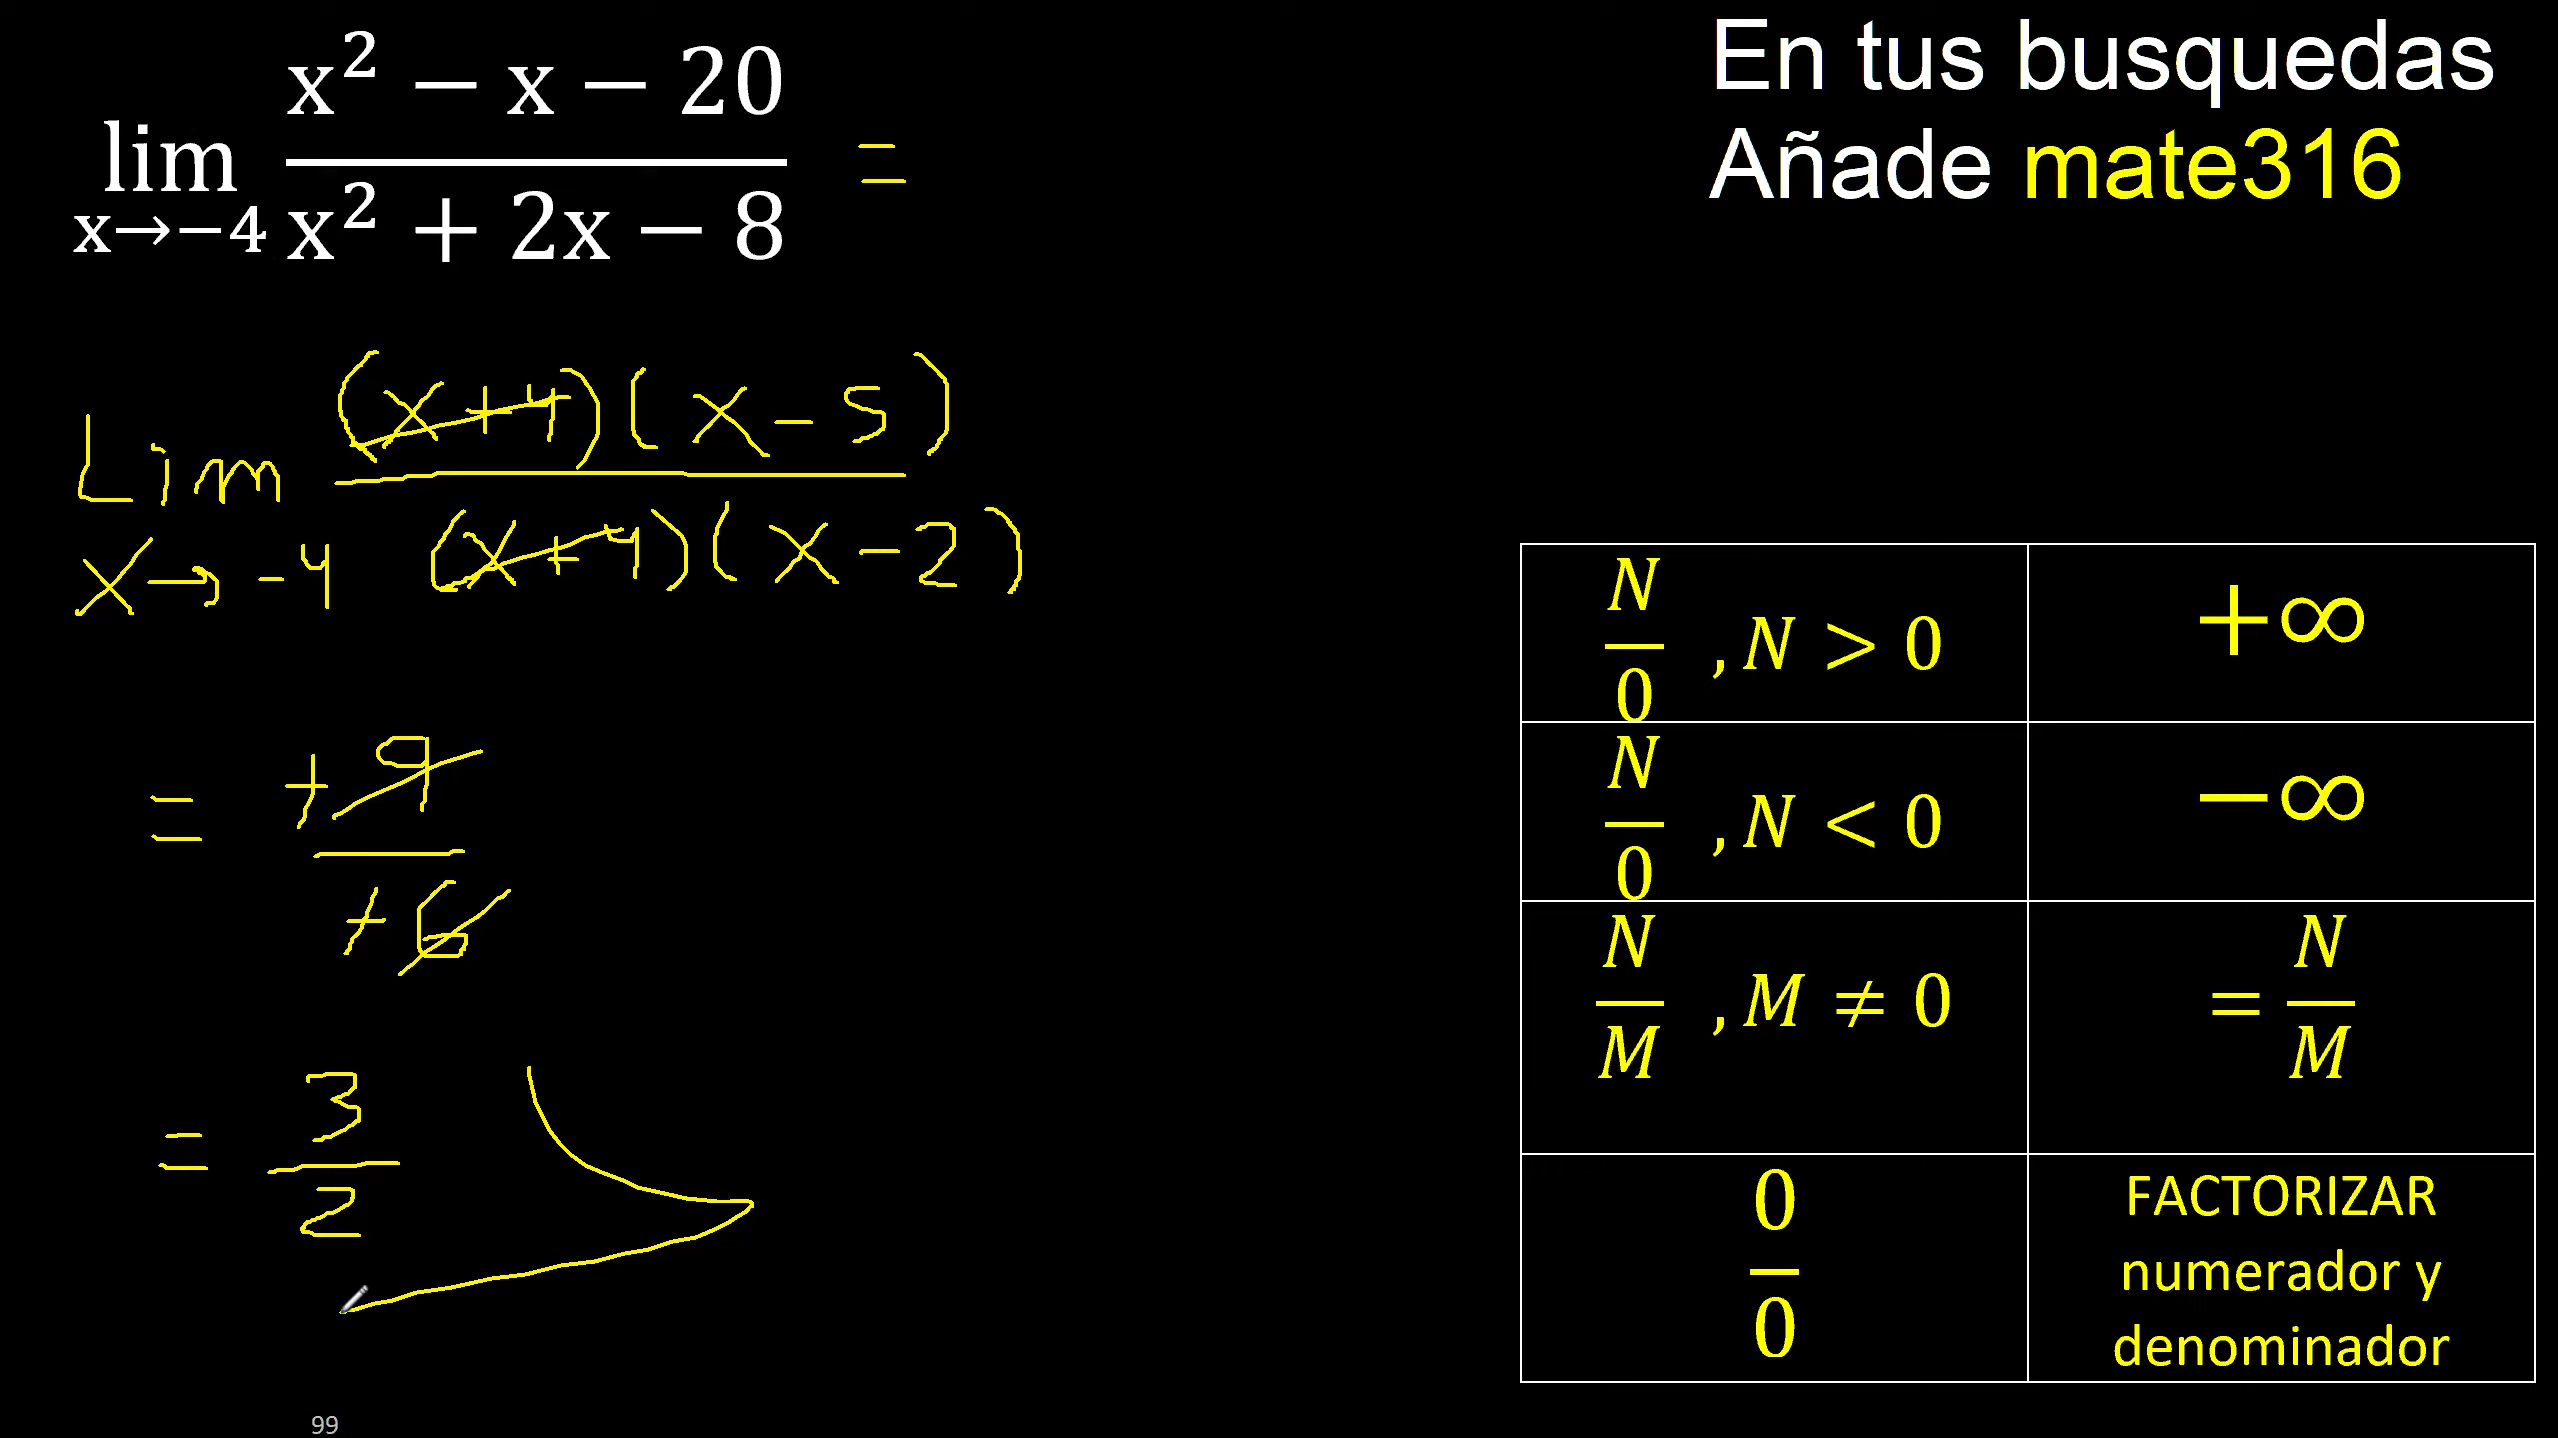 lim x→−4 (x² − x − 20)/(x² + 2x − 8) =
En tus busquedas
Añade mate316
Lim x→-4 ((x+4)(x-5))/((x+4)(x-2))
= +9/+6
= 3/2
N/0 , N > 0 +∞
N/0 , N < 0 −∞
N/M , M ≠ 0 = N/M
0/0 FACTORIZAR
numerador y
denominador
99